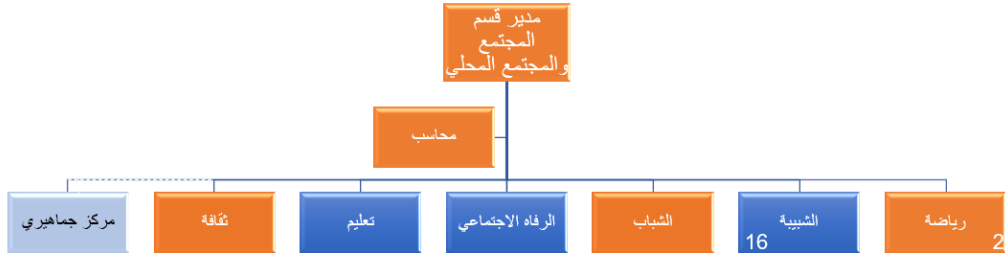 مدير قسم
المجتمع
والمجتمع المحلي
محاسب
رياضة
2
الشبيبة
16
الشباب
الرفاه الاجتماعي
تعليم
ثقافة
مركز جماهيري